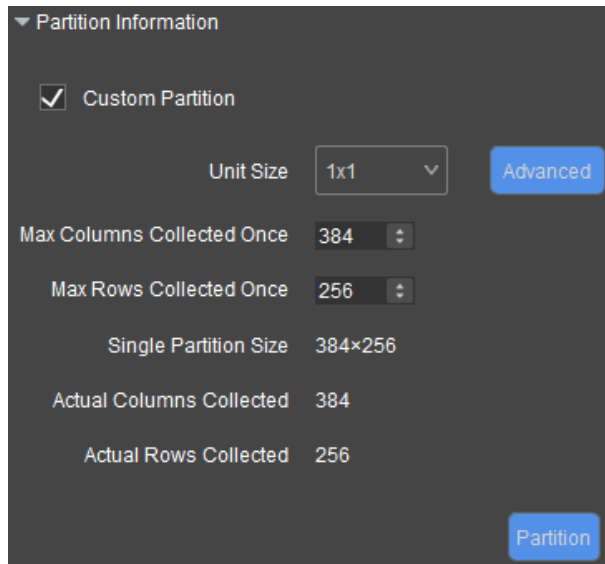 Partition Information
Custom Partition
Unit Size 1x1 Advanced
Max Columns Collected Once 384
Max Rows Collected Once 256
Single Partition Size 384×256
Actual Columns Collected 384
Actual Rows Collected 256
Partition